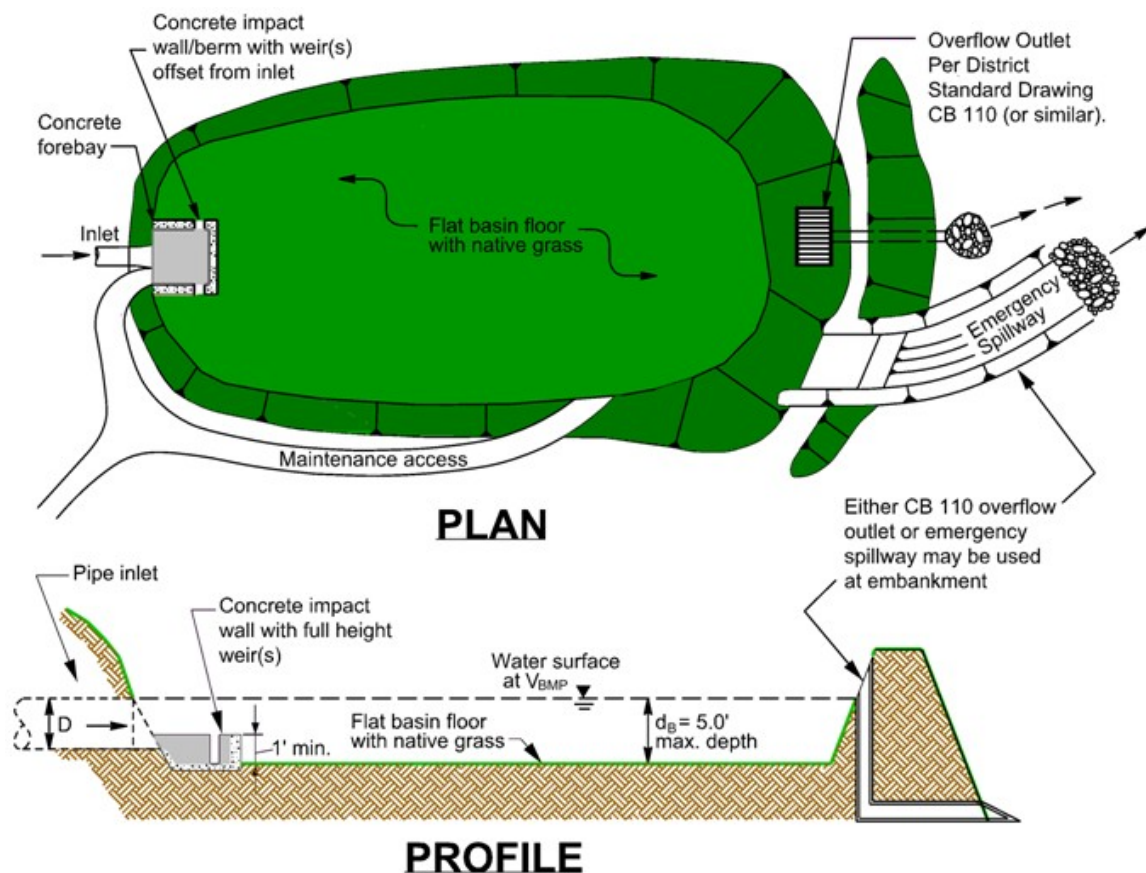 Concrete impact
wall/berm with weir(s)
offset from inlet
Overflow Outlet
Per District
Standard Drawing
CB 110 (or similar).
Concrete
forebay
Inlet
Flat basin floor
with native grass
Emergency
Spillway
Maintenance access
PLAN
Either CB 110 overflow
outlet or emergency
spillway may be used
at embankment
Pipe inlet
Concrete impact
wall with full height
weir(s)
Water surface
at VBMP
D
1' min.
Flat basin floor
with native grass
dB = 5.0'
max. depth
PROFILE